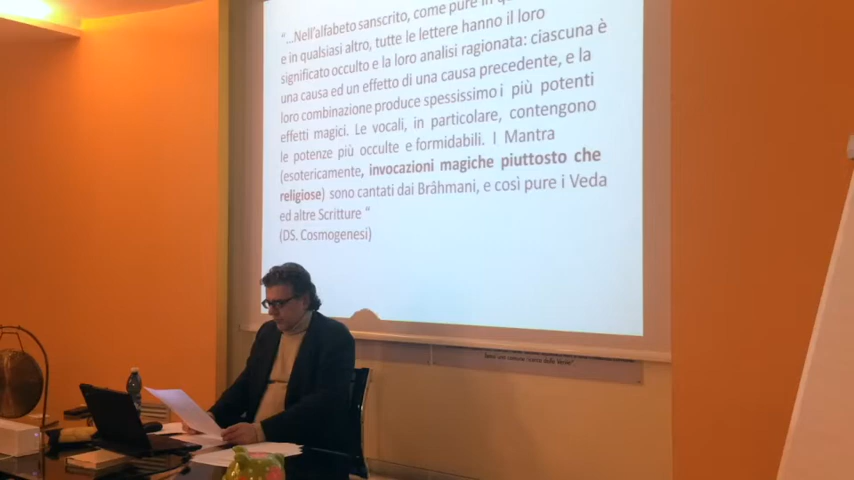 “...Nell'alfabeto sanscrito, come pure in
e in qualsiasi altro, tutte le lettere hanno il loro
significato occulto e la loro analisi ragionata: ciascuna è
una causa ed un effetto di una causa precedente, e la
loro combinazione produce spessissimo i più potenti
effetti magici. Le vocali, in particolare, contengono
le potenze più occulte e formidabili. I Mantra
(esotericamente, invocazioni magiche piuttosto che
religiose) sono cantati dai Brâhmani, e così pure i Veda
ed altre Scritture “
(DS. Cosmogenesi)